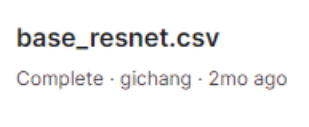 base_resnet.csv
Complete · gichang · 2mo ago